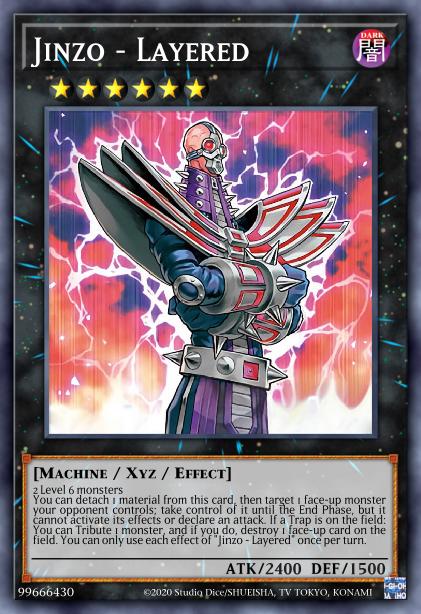 Jinzo - Layered
DARK
闇
[Machine / Xyz / Effect]
2 Level 6 monsters
You can detach 1 material from this card, then target 1 face-up monster
your opponent controls; take control of it until the End Phase, but it
cannot activate its effects or declare an attack. If a Trap is on the field:
You can Tribute 1 monster, and if you do, destroy 1 face-up card on the
field. You can only use each effect of "Jinzo - Layered" once per turn.
ATK/2400 DEF/1500
99666430
©2020 Studio Dice/SHUEISHA, TV TOKYO, KONAMI